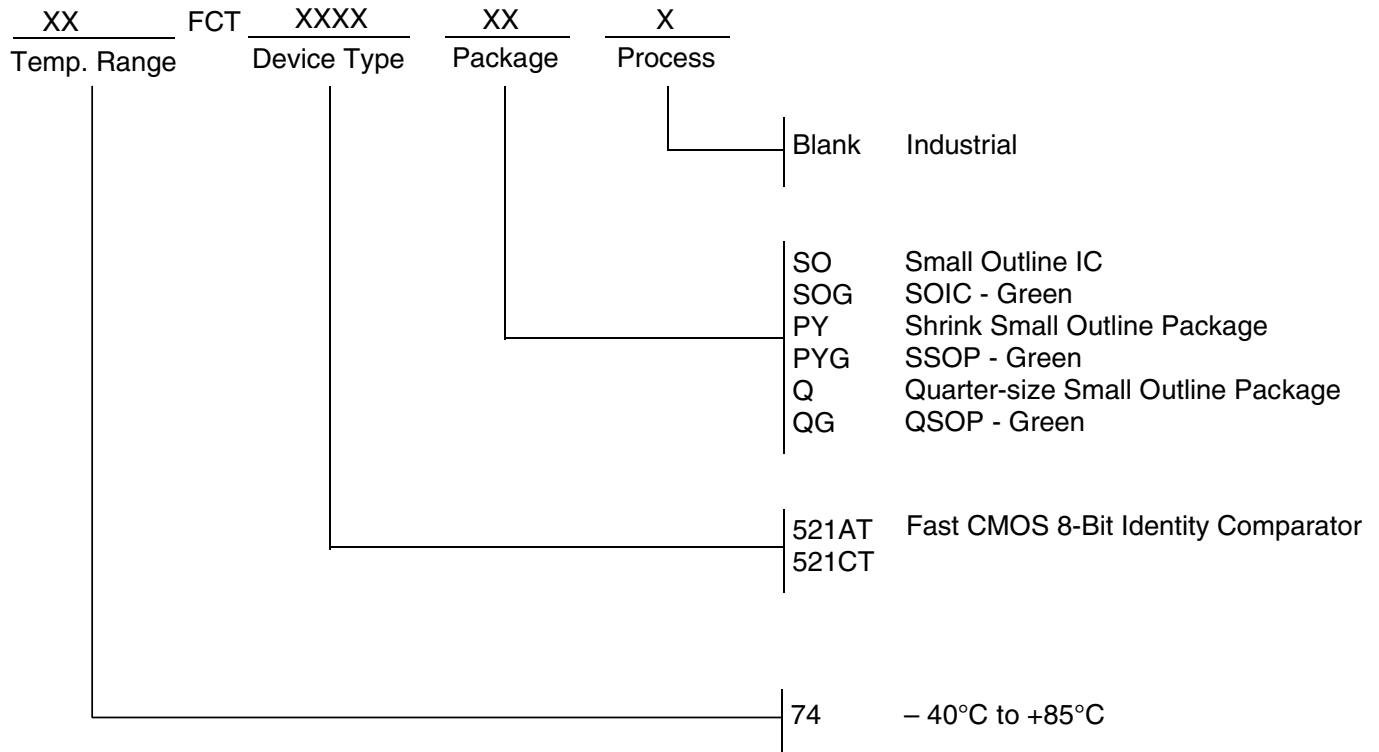 XX FCT XXXX XX X
Temp. Range Device Type Package Process
Blank Industrial
SO Small Outline IC
SOG SOIC - Green
PY Shrink Small Outline Package
PYG SSOP - Green
Q Quarter-size Small Outline Package
QG QSOP - Green
521AT Fast CMOS 8-Bit Identity Comparator
521CT
74 – 40°C to +85°C